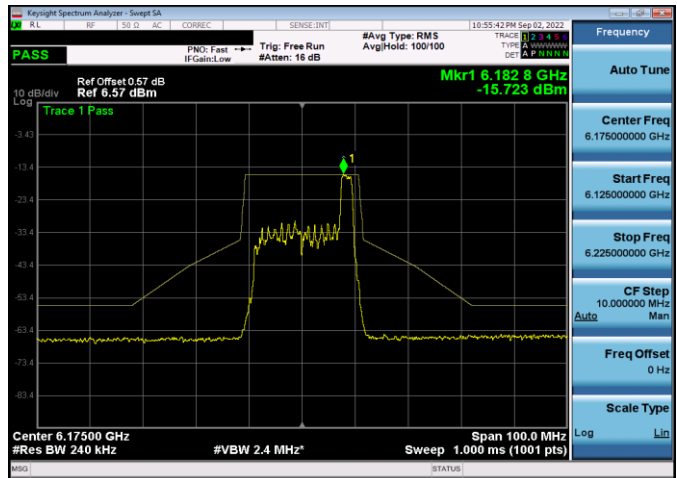 Keysight Spectrum Analyzer - Swept SA
RL RF 50 Ω AC CORREC SENSE:INT 10:55:42 PM Sep 02, 2022
PASS
PNO: Fast
IFGain:Low
Trig: Free Run
#Atten: 16 dB
#Avg Type: RMS
Avg|Hold: 100/100
TRACE 1 2 3 4 5 6
TYPE A WWWWW
DET A P N N N N
Ref Offset 0.57 dB
10 dB/div Ref 6.57 dBm
Log
Mkr1 6.182 8 GHz
-15.723 dBm
Trace 1 Pass
1
-3.43
-13.4
-23.4
-33.4
-43.4
-53.4
-63.4
-73.4
-83.4
Center 6.17500 GHz Span 100.0 MHz
#Res BW 240 kHz #VBW 2.4 MHz* Sweep 1.000 ms (1001 pts)
MSG STATUS
Frequency
Auto Tune
Center Freq
6.175000000 GHz
Start Freq
6.125000000 GHz
Stop Freq
6.225000000 GHz
CF Step
10.000000 MHz
Auto Man
Freq Offset
0 Hz
Scale Type
Log Lin